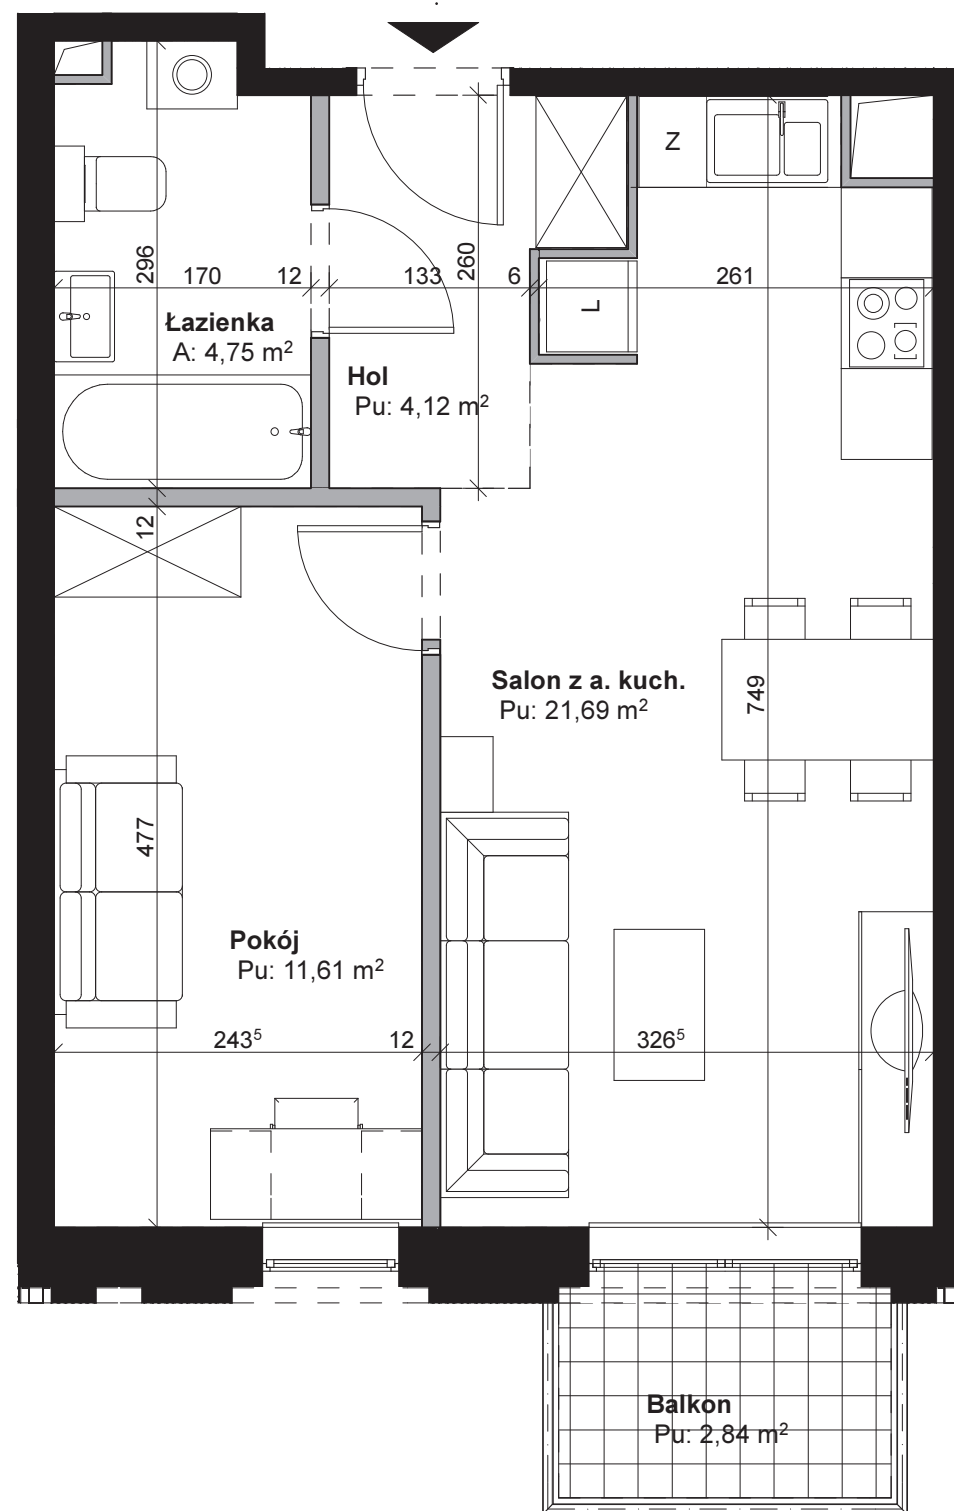 Z
296
170
12
133
260
6
261
L
Łazienka
A: 4,75 m²
Hol
Pu: 4,12 m²
12
Salon z a. kuch.
Pu: 21,69 m²
749
477
Pokój
Pu: 11,61 m²
243⁵
12
326⁵
Balkon
Pu: 2,84 m²